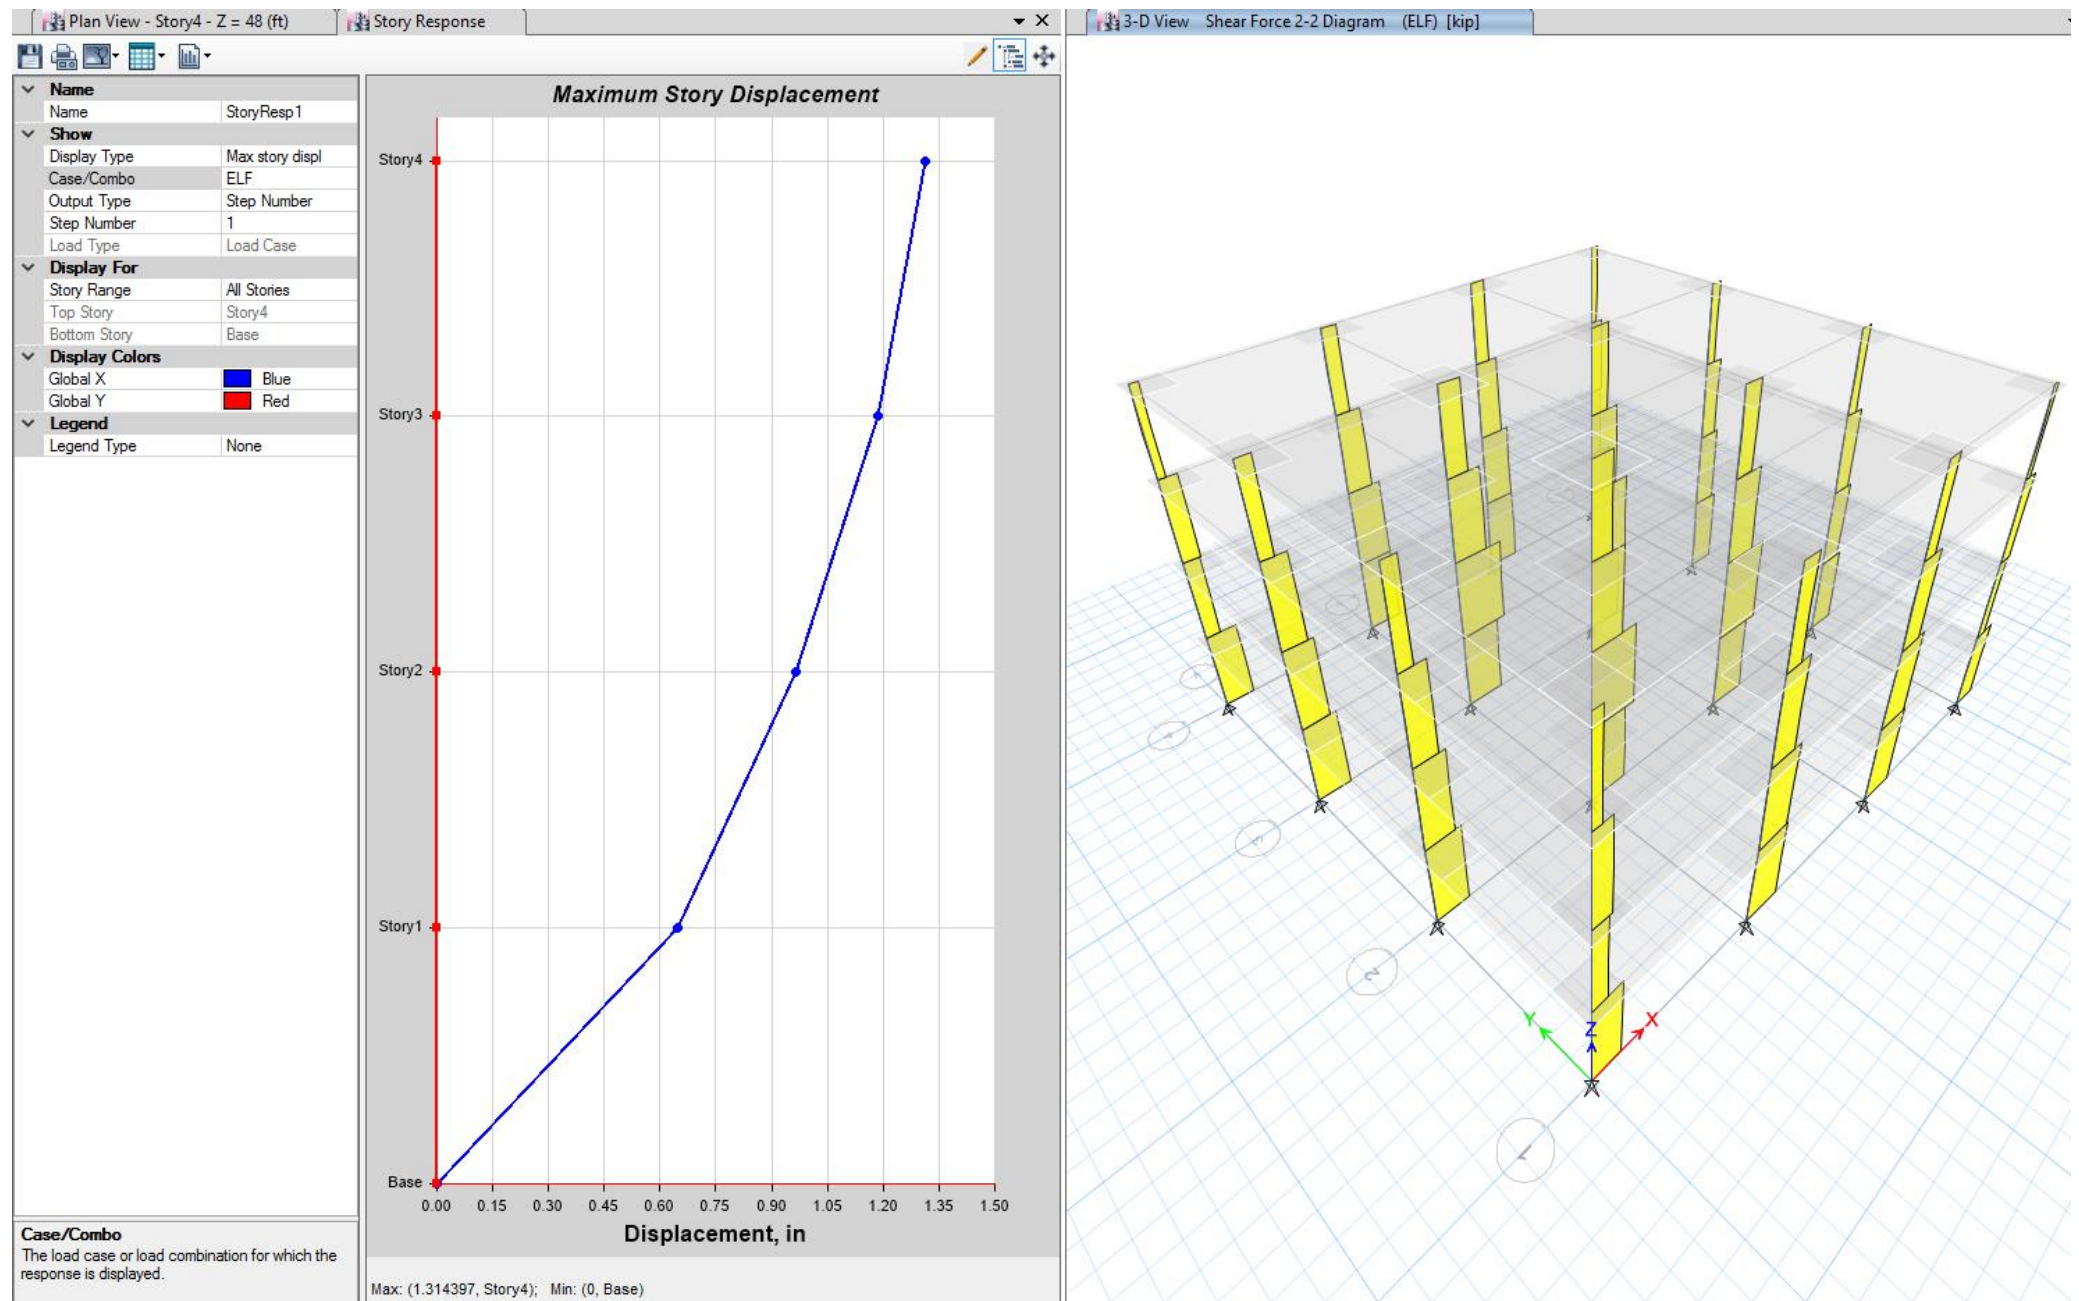 Plan View - Story4 - Z = 48 (ft)
Story Response
3-D View   Shear Force 2-2 Diagram   (ELF) [kip]
Name
Name StoryResp1
Show
Display Type Max story displ
Case/Combo ELF
Output Type Step Number
Step Number 1
Load Type Load Case
Display For
Story Range All Stories
Top Story Story4
Bottom Story Base
Display Colors
Global X Blue
Global Y Red
Legend
Legend Type None
Case/Combo
The load case or load combination for which the
response is displayed.
Maximum Story Displacement
Story4
Story3
Story2
Story1
Base
0.00 0.15 0.30 0.45 0.60 0.75 0.90 1.05 1.20 1.35 1.50
Displacement, in
Max: (1.314397, Story4);   Min: (0, Base)
2
Y
Z
X
1